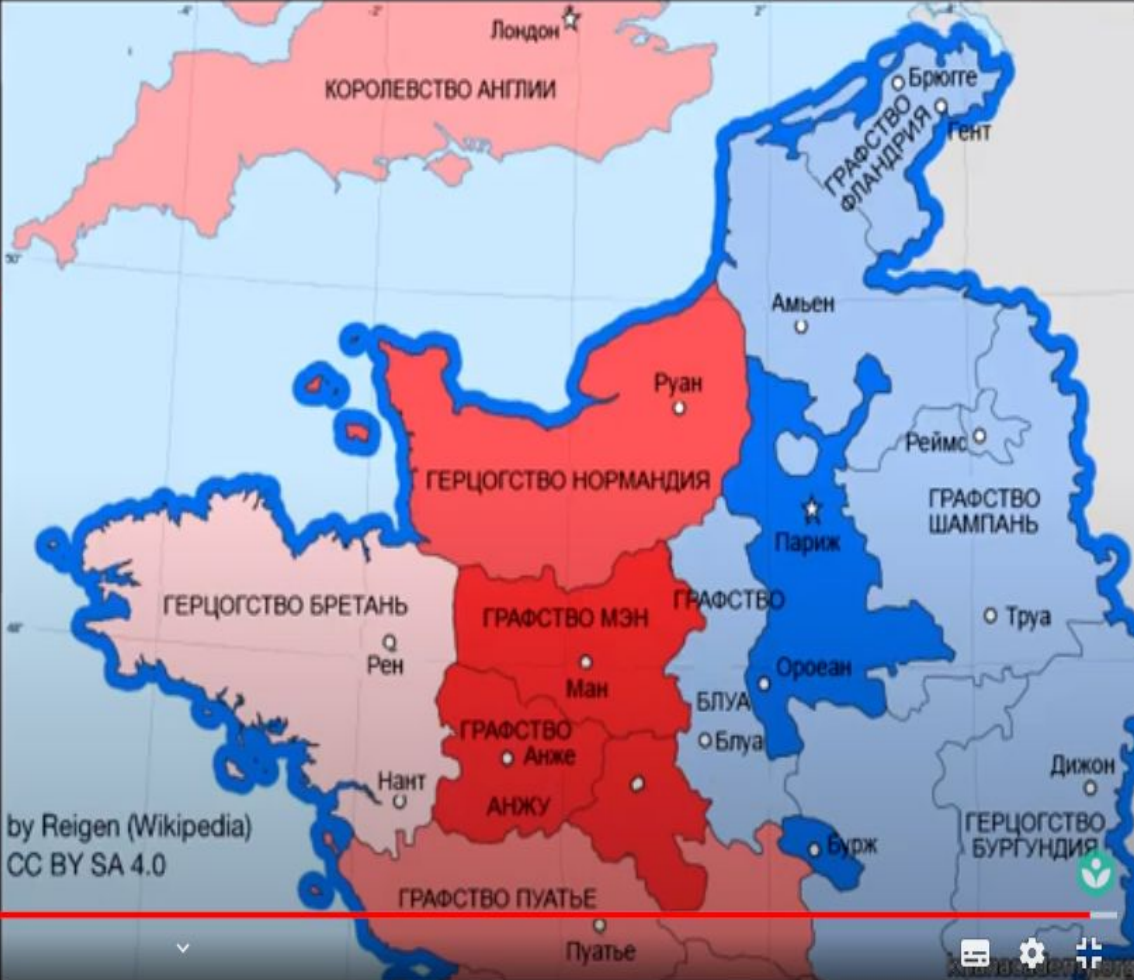 Лондон
КОРОЛЕВСТВО АНГЛИИ
Брюгге
Гент
ГРАФСТВО
ФЛАНДРИЯ
50°
Амьен
Руан
Реймс
ГЕРЦОГСТВО НОРМАНДИЯ
ГРАФСТВО
ШАМПАНЬ
Париж
ГЕРЦОГСТВО БРЕТАНЬ
ГРАФСТВО МЭН
ГРАФСТВО
БЛУА
Труа
48°
Рен
Ман
Ороеан
Блуа
ГРАФСТВО
АНЖУ
Анже
Нант
Дижон
by Reigen (Wikipedia)
CC BY SA 4.0
ГЕРЦОГСТВО
БУРГУНДИЯ
Бурж
ГРАФСТВО ПУАТЬЕ
Пуатье